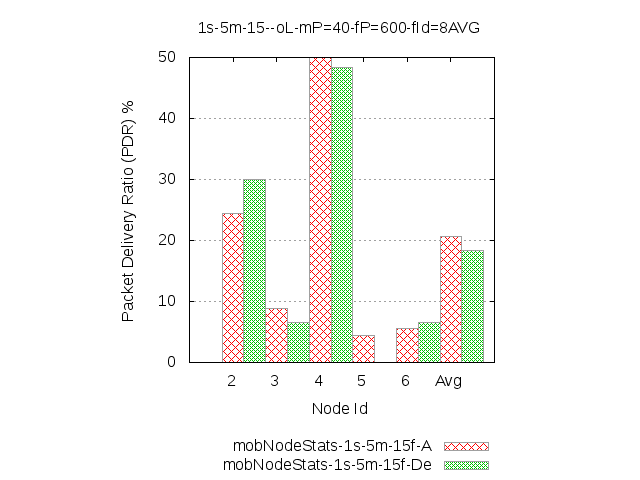 1s-5m-15--oL-mP=40-fP=600-fId=8AVG
Packet Delivery Ratio (PDR) %
50
40
30
20
10
0
2 3 4 5 6 Avg
Node Id
mobNodeStats-1s-5m-15f-A
mobNodeStats-1s-5m-15f-De